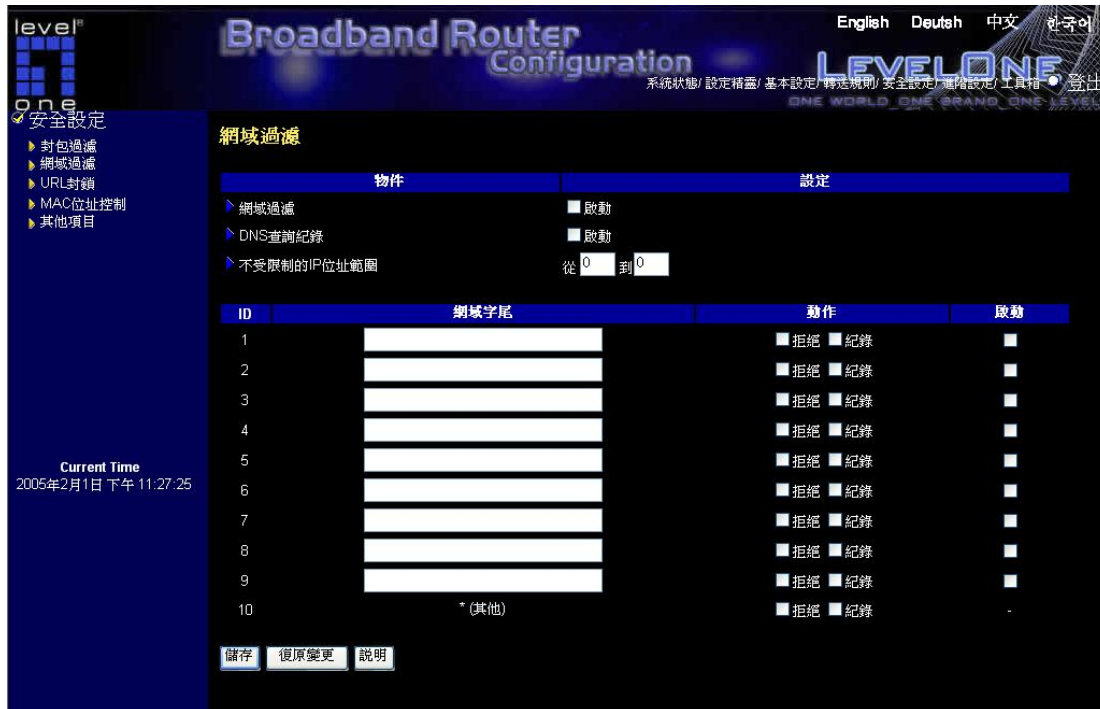 level"
one
Broadband Router
Configuration
English Deutsh 中文 한국어
LEVELONE
系統狀態/ 設定精靈/ 基本設定/ 轉送規則/ 安全設定/ 進階設定/ 工具箱 登出
ONE WORLD_ONE BRAND_ONE LEVEL
安全設定
封包過濾
網域過濾
URL封鎖
MAC位址控制
其他項目
Current Time
2005年2月1日 下午 11:27:25
網域過濾
物件 設定
網域過濾 啟動
DNS查詢紀錄 啟動
不受限制的IP位址範圍 從 0 到 0
ID 網域字尾 動作 啟動
1 拒絕 紀錄
2 拒絕 紀錄
3 拒絕 紀錄
4 拒絕 紀錄
5 拒絕 紀錄
6 拒絕 紀錄
7 拒絕 紀錄
8 拒絕 紀錄
9 拒絕 紀錄
10 * (其他) 拒絕 紀錄 -
儲存 復原變更 説明